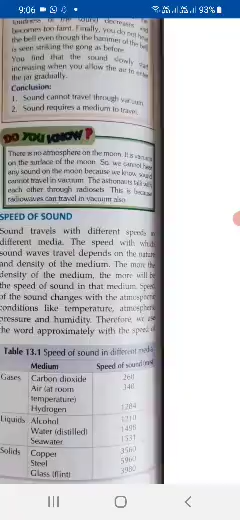 9:06
loudness of the sound decreases
becomes too faint. Finally, you do not hear
the bell even though the hammer of the bell
is seen striking the gong as before.
You find that the sound slowly
increasing when you allow the air to enter
the jar gradually.
Conclusion:
1. Sound cannot travel through vacuum.
2. Sound requires a medium to travel.
DO YOU KNOW?
There is no atmosphere on the moon. It is vacuum
on the surface of the moon. So, we cannot hear
any sound on the moon because we know, sound
cannot travel in vacuum. The astronauts talk with
each other through radiosets. This is because
radiowaves can travel in vacuum also.
SPEED OF SOUND
Sound travels with different speeds in
different media. The speed with which
sound waves travel depends on the nature
and density of the medium. The more the
density of the medium, the more will be
the speed of sound in that medium. Speed
of the sound changes with the atmospheric
conditions like temperature, atmospheric
pressure and humidity. Therefore, we use
the word approximately with the speed of
Table 13.1 Speed of sound in different media
Medium Speed of sound
Gases Carbon dioxide 260
Air (at room 340
temperature)
Hydrogen 1284
Liquids Alcohol 1210
Water (distilled) 1498
Seawater 1531
Solids Copper 3560
Steel 5960
Glass (flint) 3980